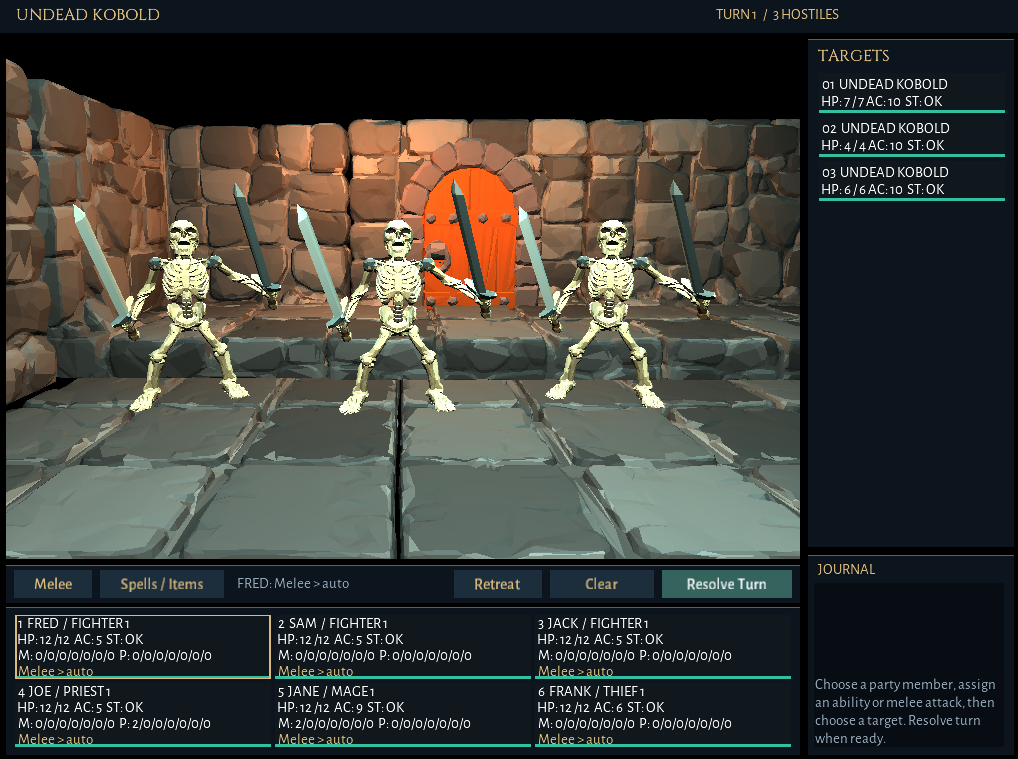 UNDEAD KOBOLD
TURN 1 / 3 HOSTILES
TARGETS
01 UNDEAD KOBOLD
HP: 7/7 AC: 10 ST: OK
02 UNDEAD KOBOLD
HP: 4/4 AC: 10 ST: OK
03 UNDEAD KOBOLD
HP: 6/6 AC: 10 ST: OK
Melee
Spells / Items
FRED: Melee > auto
Retreat
Clear
Resolve Turn
1 FRED / FIGHTER 1
HP: 12/12 AC: 5 ST: OK
M: 0/0/0/0/0/0/0 P: 0/0/0/0/0/0/0
Melee > auto
2 SAM / FIGHTER 1
HP: 12/12 AC: 5 ST: OK
M: 0/0/0/0/0/0/0 P: 0/0/0/0/0/0/0
Melee > auto
3 JACK / FIGHTER 1
HP: 12/12 AC: 5 ST: OK
M: 0/0/0/0/0/0/0 P: 0/0/0/0/0/0/0
Melee > auto
4 JOE / PRIEST 1
HP: 12/12 AC: 5 ST: OK
M: 0/0/0/0/0/0/0 P: 2/0/0/0/0/0/0
Melee > auto
5 JANE / MAGE 1
HP: 12/12 AC: 9 ST: OK
M: 2/0/0/0/0/0/0 P: 0/0/0/0/0/0/0
Melee > auto
6 FRANK / THIEF 1
HP: 12/12 AC: 6 ST: OK
M: 0/0/0/0/0/0/0 P: 0/0/0/0/0/0/0
Melee > auto
JOURNAL
Choose a party member, assign
an ability or melee attack, then
choose a target. Resolve turn
when ready.